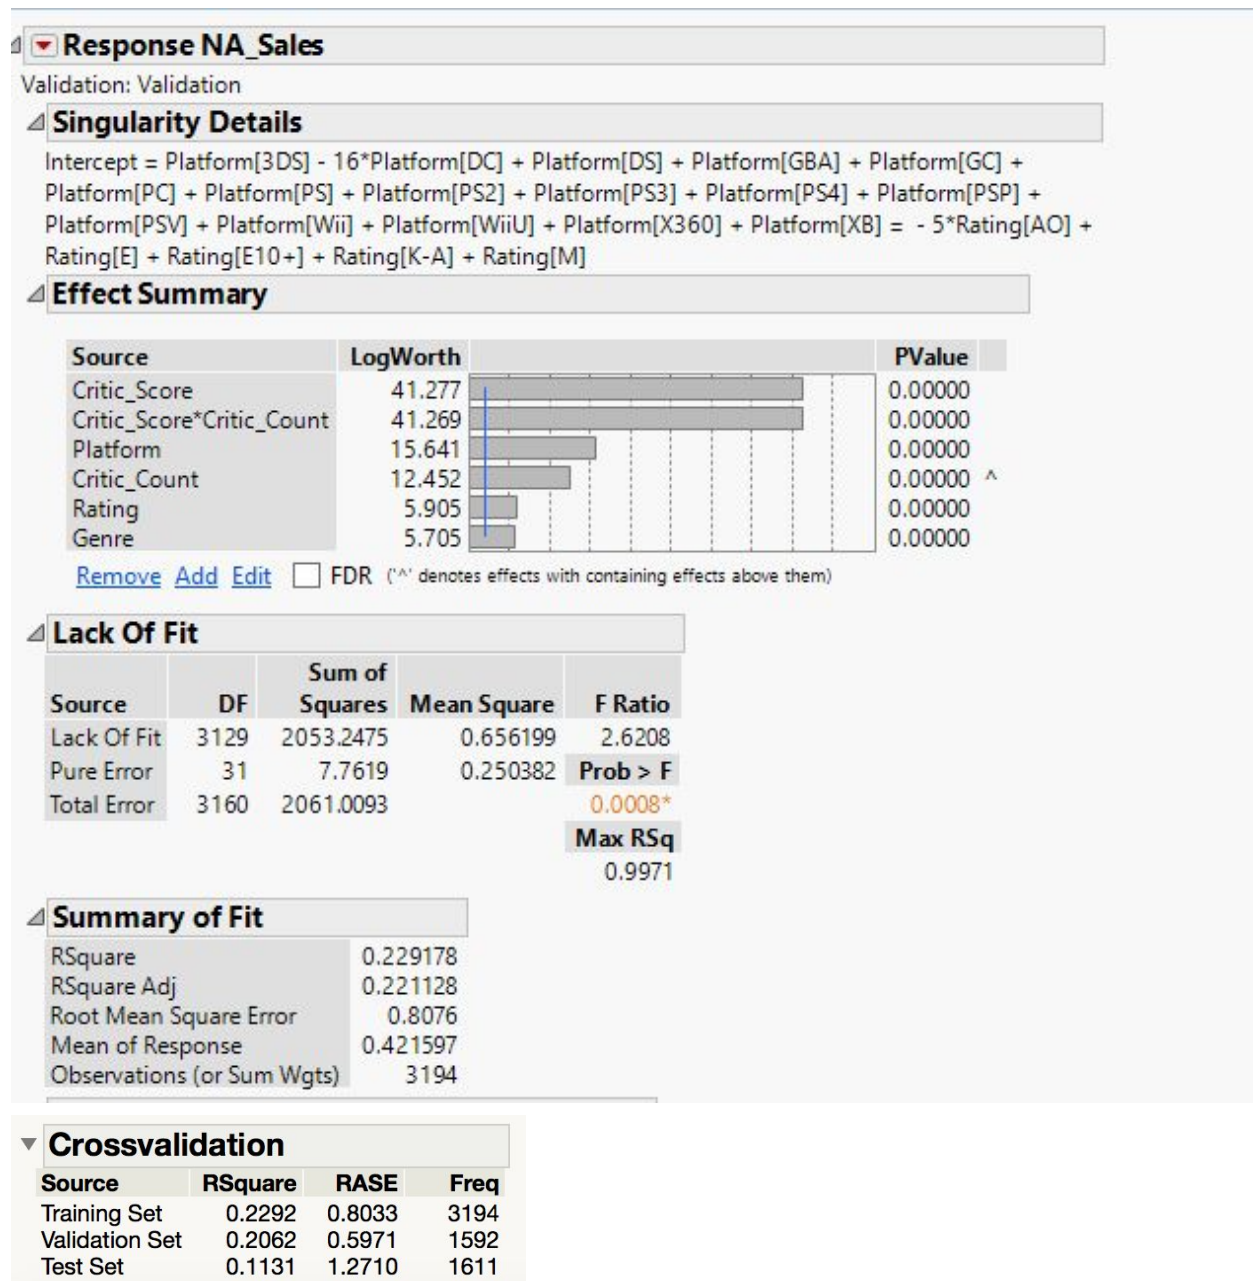 Response NA_Sales
Validation: Validation
Singularity Details
Intercept = Platform[3DS] - 16*Platform[DC] + Platform[DS] + Platform[GBA] + Platform[GC] +
Platform[PC] + Platform[PS] + Platform[PS2] + Platform[PS3] + Platform[PS4] + Platform[PSP] +
Platform[PSV] + Platform[Wii] + Platform[WiiU] + Platform[X360] + Platform[XB] = - 5*Rating[AO] +
Rating[E] + Rating[E10+] + Rating[K-A] + Rating[M]
Effect Summary
Source LogWorth PValue
Critic_Score 41.277 0.00000
Critic_Score*Critic_Count 41.269 0.00000
Platform 15.641 0.00000
Critic_Count 12.452 0.00000 ^
Rating 5.905 0.00000
Genre 5.705 0.00000
Remove Add Edit FDR ('^' denotes effects with containing effects above them)
Lack Of Fit
Sum of
Source DF Squares Mean Square F Ratio
Lack Of Fit 3129 2053.2475 0.656199 2.6208
Pure Error 31 7.7619 0.250382 Prob > F
Total Error 3160 2061.0093 0.0008*
Max RSq
0.9971
Summary of Fit
RSquare 0.229178
RSquare Adj 0.221128
Root Mean Square Error 0.8076
Mean of Response 0.421597
Observations (or Sum Wgts) 3194
Crossvalidation
Source RSquare RASE Freq
Training Set 0.2292 0.8033 3194
Validation Set 0.2062 0.5971 1592
Test Set 0.1131 1.2710 1611